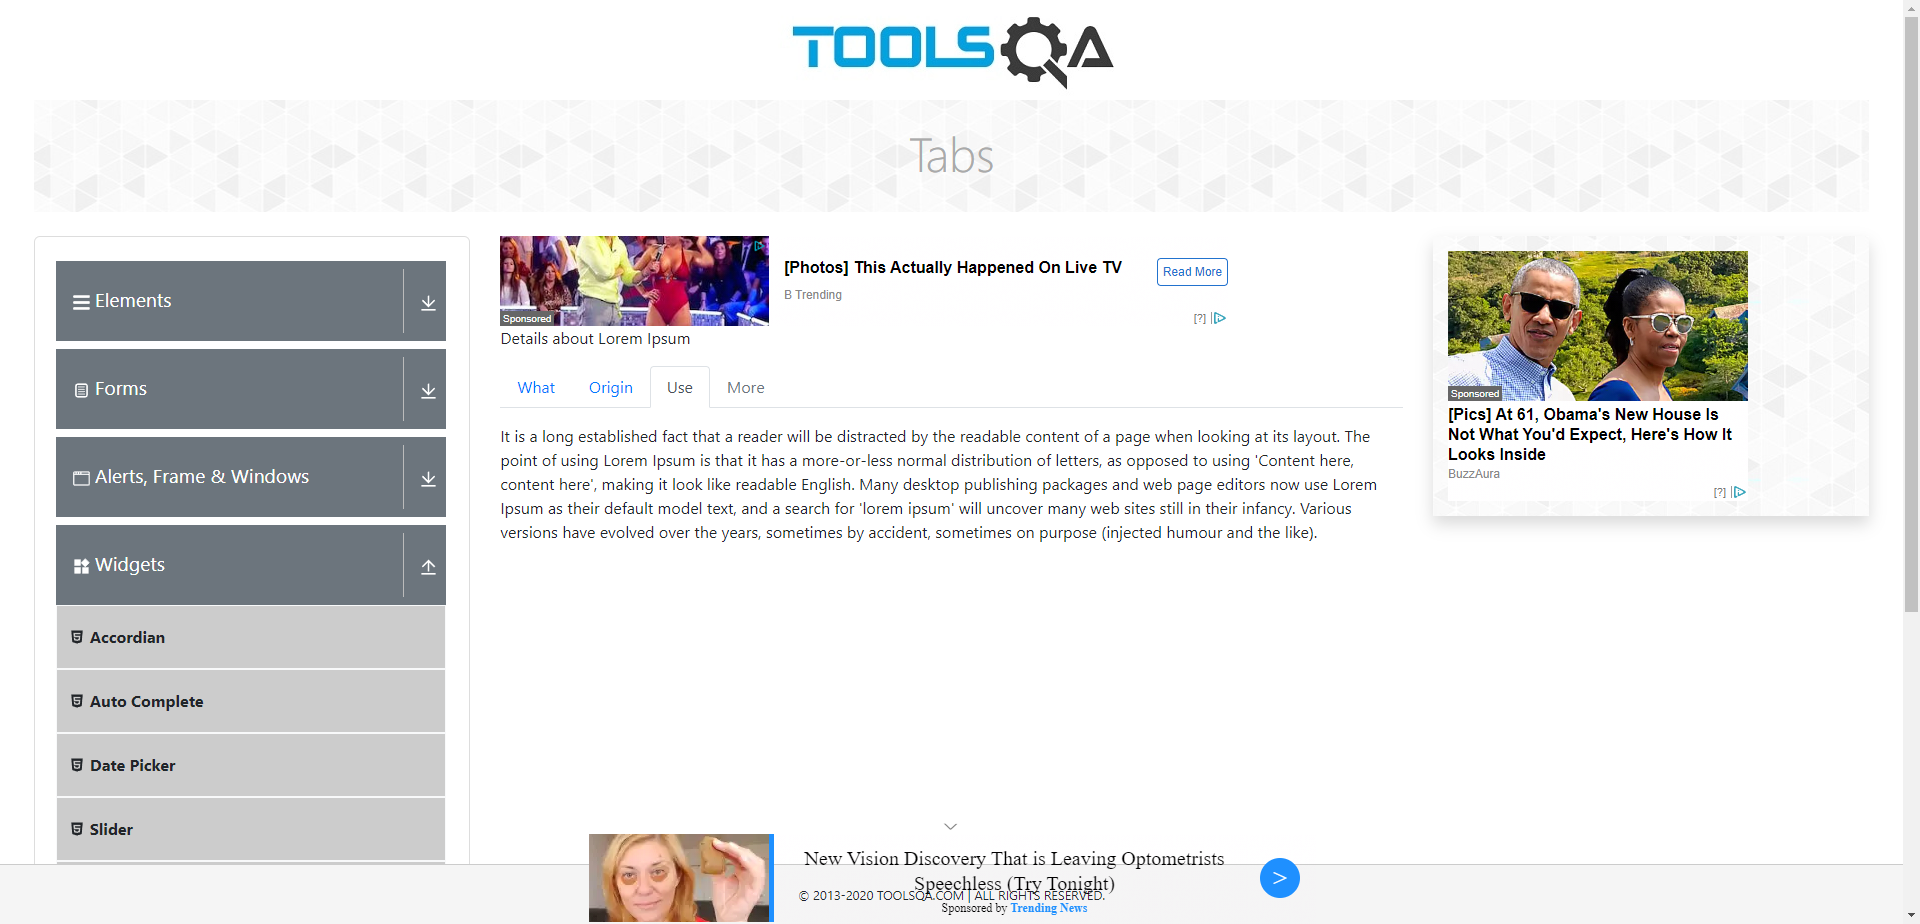 TOOLSQA
Tabs
Elements
Forms
Alerts, Frame & Windows
Widgets
Accordian
Auto Complete
Date Picker
Slider
Sponsored
[Photos] This Actually Happened On Live TV
B Trending
Read More
[?]
Details about Lorem Ipsum
What Origin Use More
It is a long established fact that a reader will be distracted by the readable content of a page when looking at its layout. The
point of using Lorem Ipsum is that it has a more-or-less normal distribution of letters, as opposed to using 'Content here,
content here', making it look like readable English. Many desktop publishing packages and web page editors now use Lorem
Ipsum as their default model text, and a search for 'lorem ipsum' will uncover many web sites still in their infancy. Various
versions have evolved over the years, sometimes by accident, sometimes on purpose (injected humour and the like).
Sponsored
[Pics] At 61, Obama's New House Is
Not What You'd Expect, Here's How It
Looks Inside
BuzzAura
[?]
New Vision Discovery That is Leaving Optometrists
Speechless (Try Tonight)
© 2013-2020 TOOLSQA.COM | ALL RIGHTS RESERVED.
Sponsored by Trending News